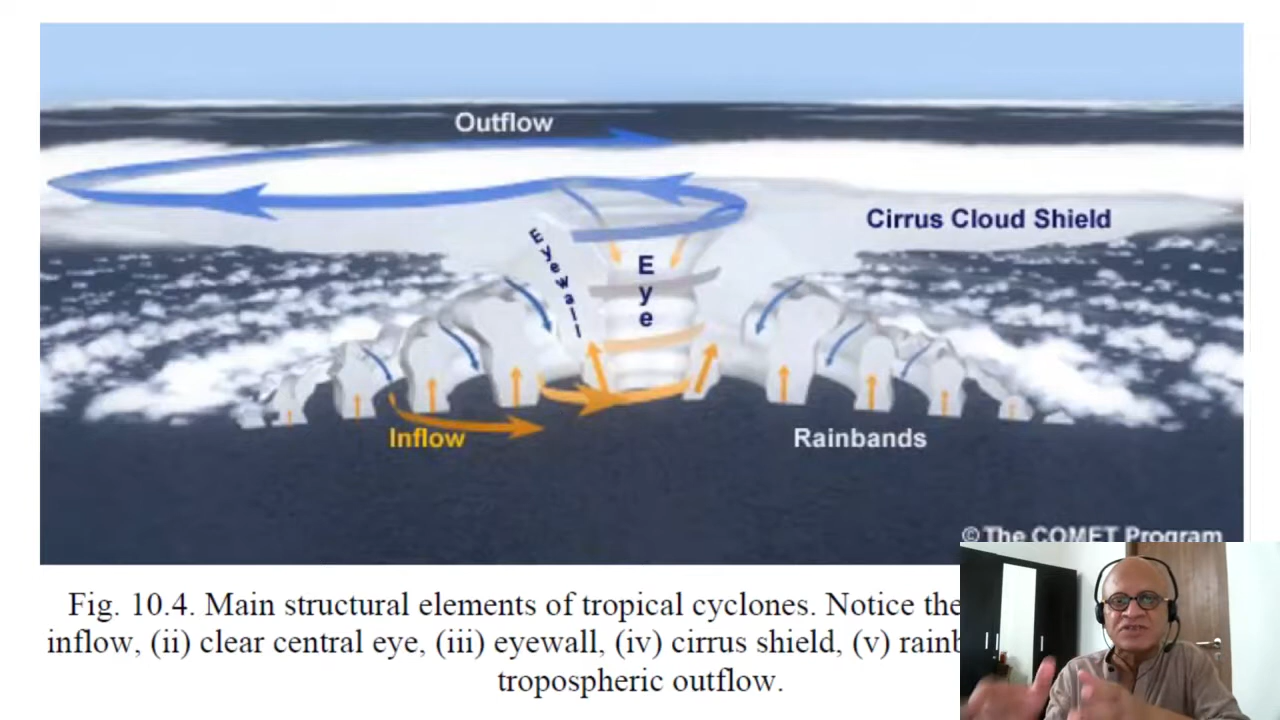 Outflow
Cirrus Cloud Shield
Eyewall
Eye
Inflow
Rainbands
© The COMET Program
Fig. 10.4. Main structural elements of tropical cyclones. Notice the
inflow, (ii) clear central eye, (iii) eyewall, (iv) cirrus shield, (v)
tropospheric outflow.